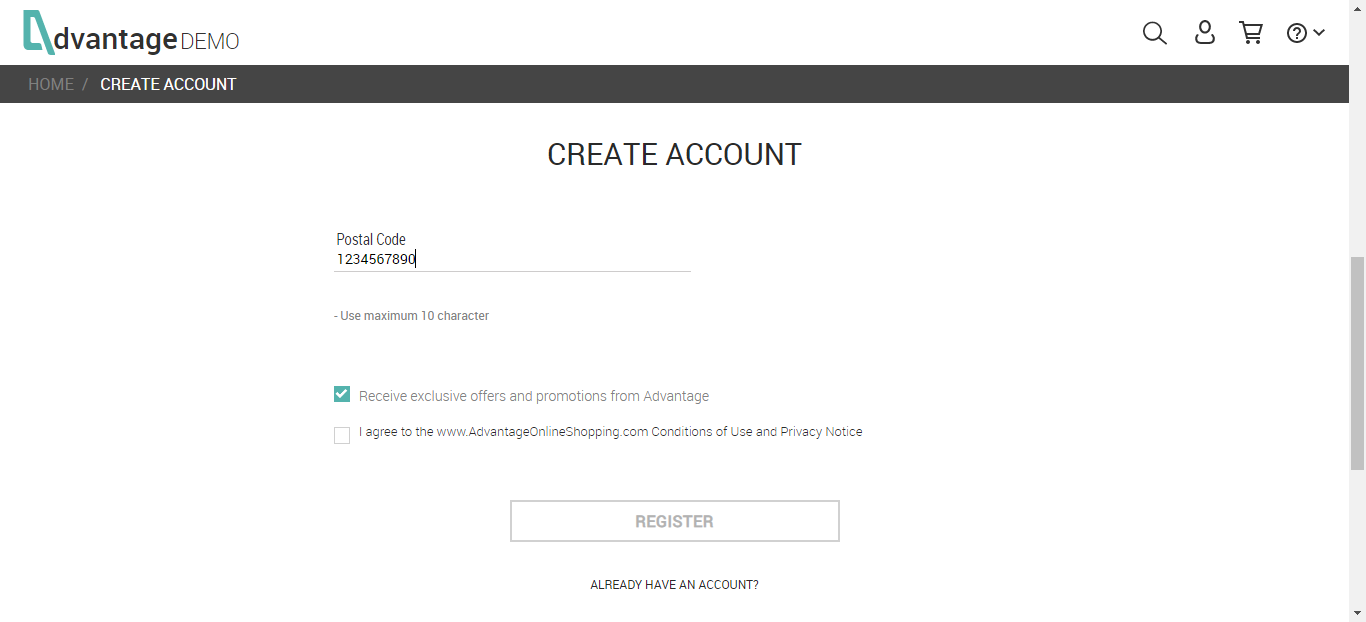 dvantage DEMO
HOME / CREATE ACCOUNT
CREATE ACCOUNT
Postal Code
1234567890
- Use maximum 10 character
Receive exclusive offers and promotions from Advantage
I agree to the www.AdvantageOnlineShopping.com Conditions of Use and Privacy Notice
REGISTER
ALREADY HAVE AN ACCOUNT?